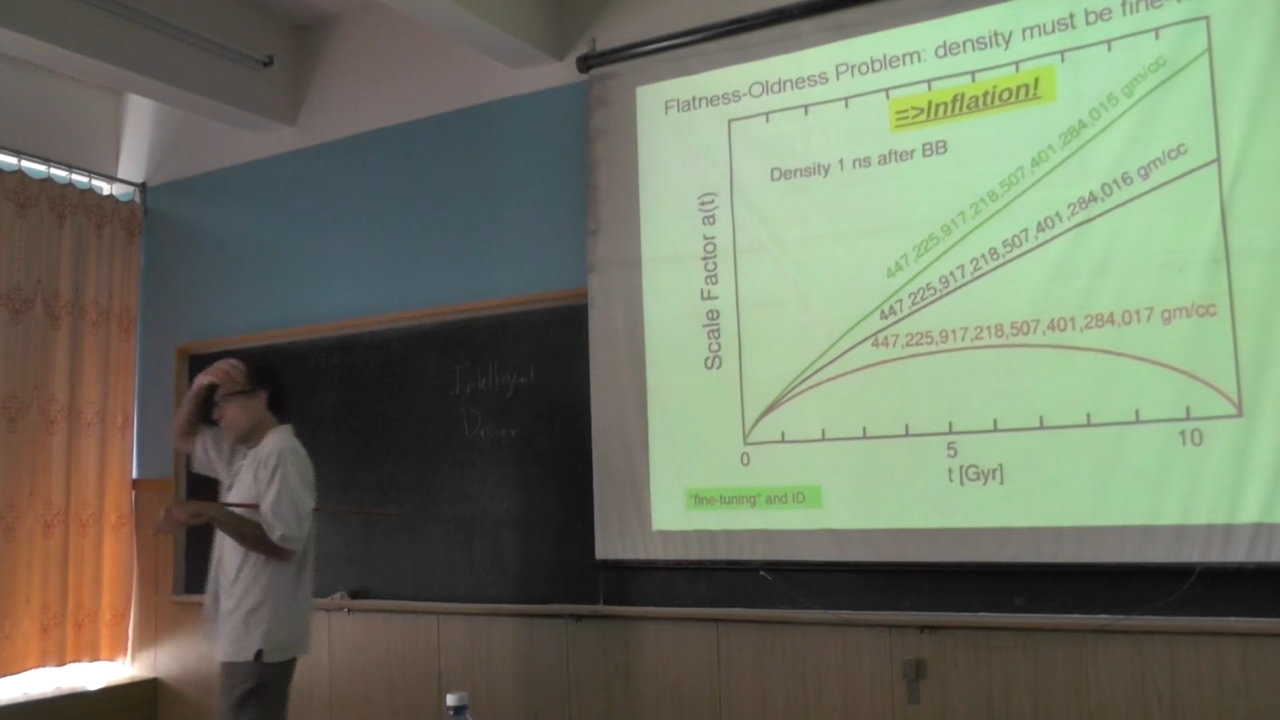 Flatness-Oldness Problem: density must be fine-
=>Inflation!
Density 1 ns after BB
447,225,917,218,507,401,284,015 gm/cc
447,225,917,218,507,401,284,016 gm/cc
447,225,917,218,507,401,284,017 gm/cc
Scale Factor a(t)
0
5
10
t [Gyr]
"fine-tuning" and ID
Intelligent